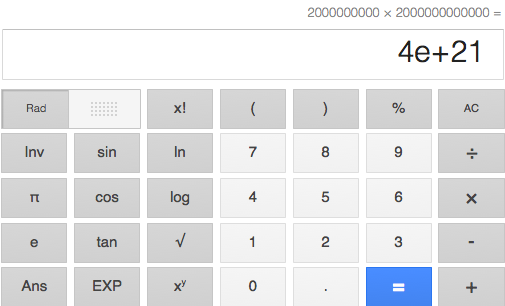 2000000000 × 2000000000000 =
4e+21
Rad x! ( ) % AC
Inv sin ln 7 8 9 ÷
π cos log 4 5 6 ×
e tan √ 1 2 3 -
Ans EXP xʸ 0 . = +